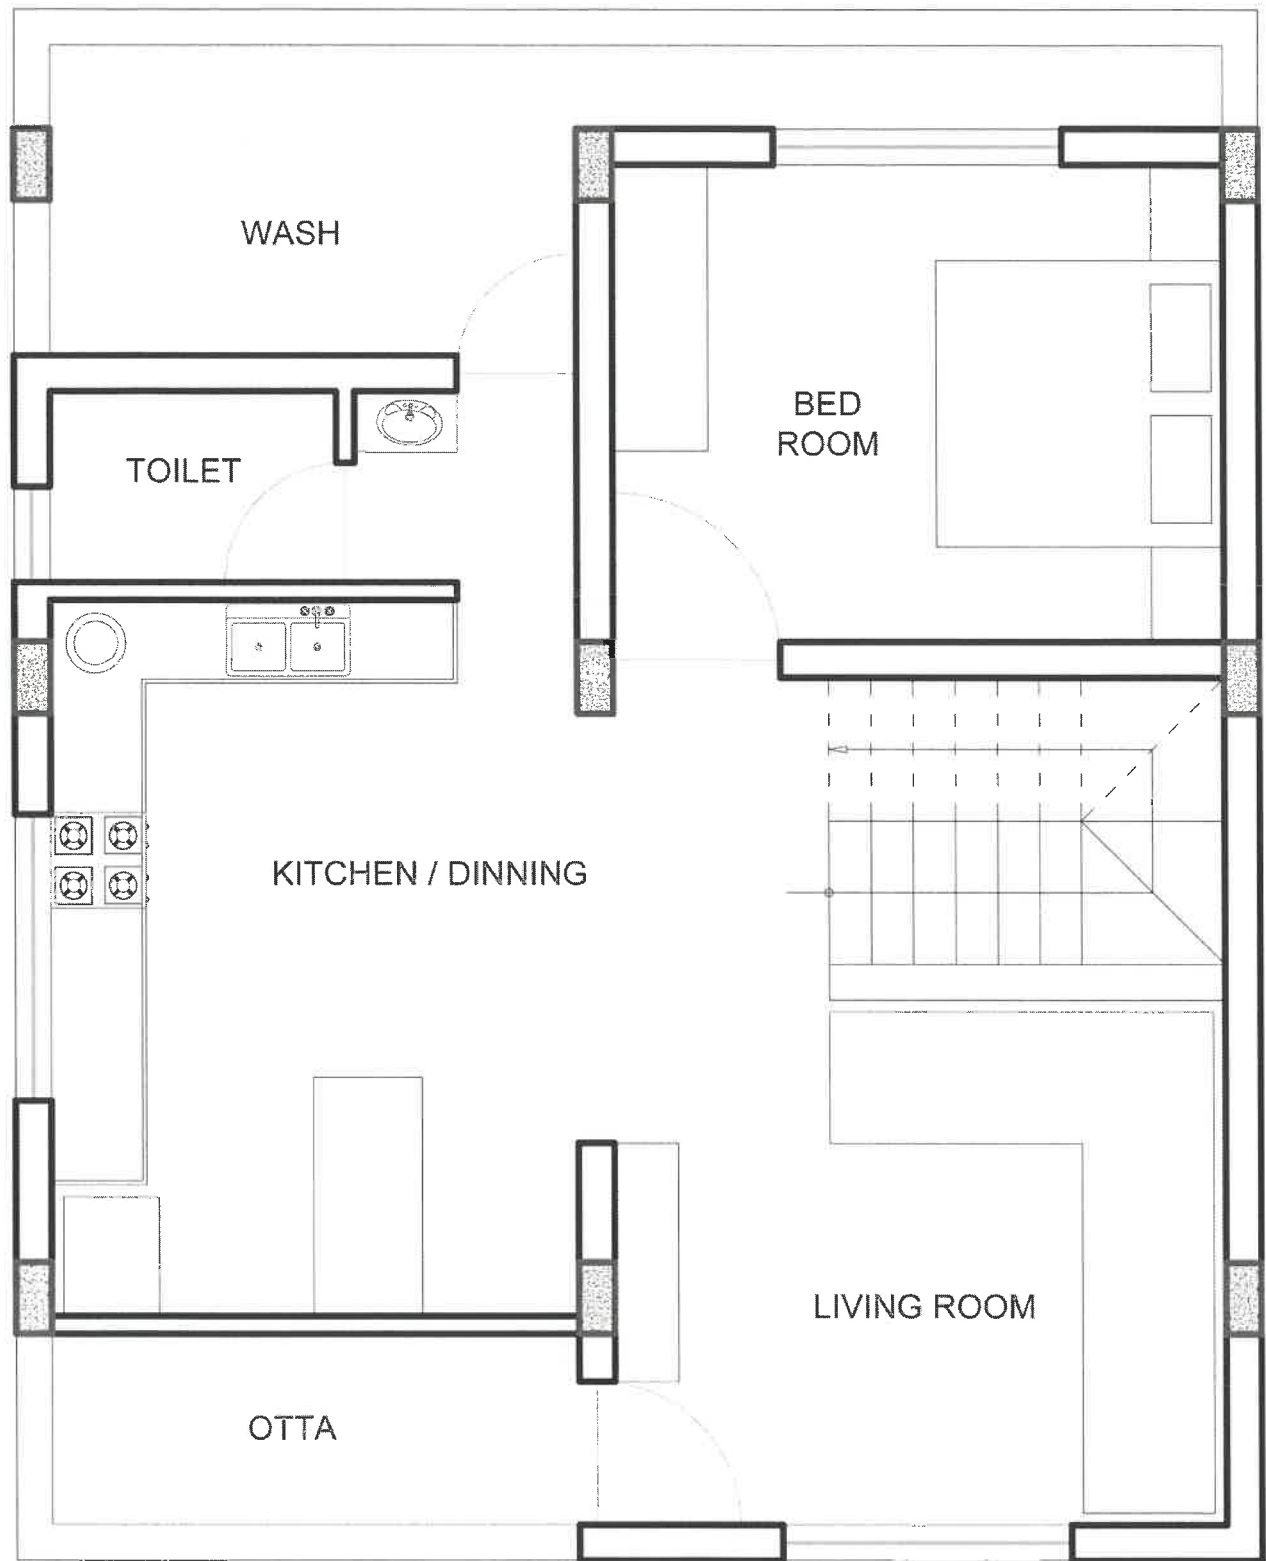 WASH
BED
ROOM
TOILET
KITCHEN / DINNING
LIVING ROOM
OTTA